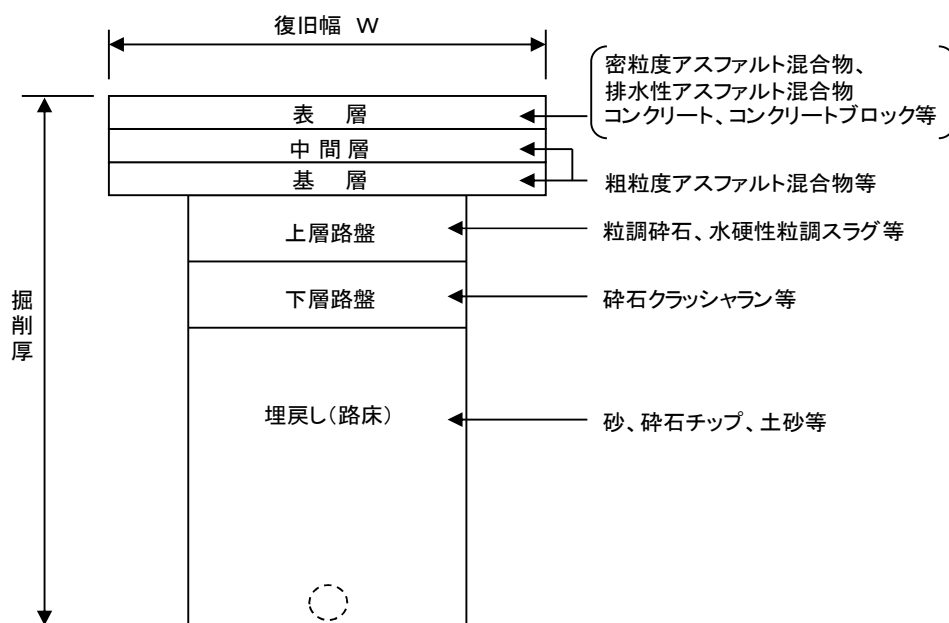 復旧幅 W
密粒度アスファルト混合物、
排水性アスファルト混合物
コンクリート、コンクリートブロック等
表 層
中 間 層
基 層
粗粒度アスファルト混合物等
上層路盤
粒調砕石、水硬性粒調スラグ等
下層路盤
砕石クラッシャラン等
掘削厚
埋戻し(路床)
砂、砕石チップ、土砂等